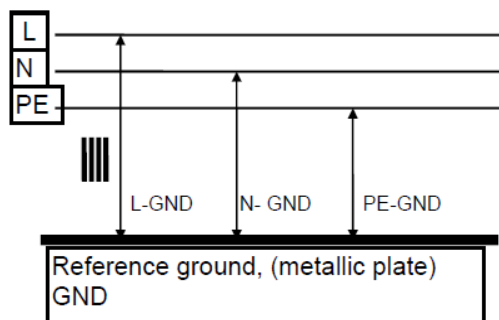 L
N
PE
L-GND
N- GND
PE-GND
Reference ground, (metallic plate)
GND